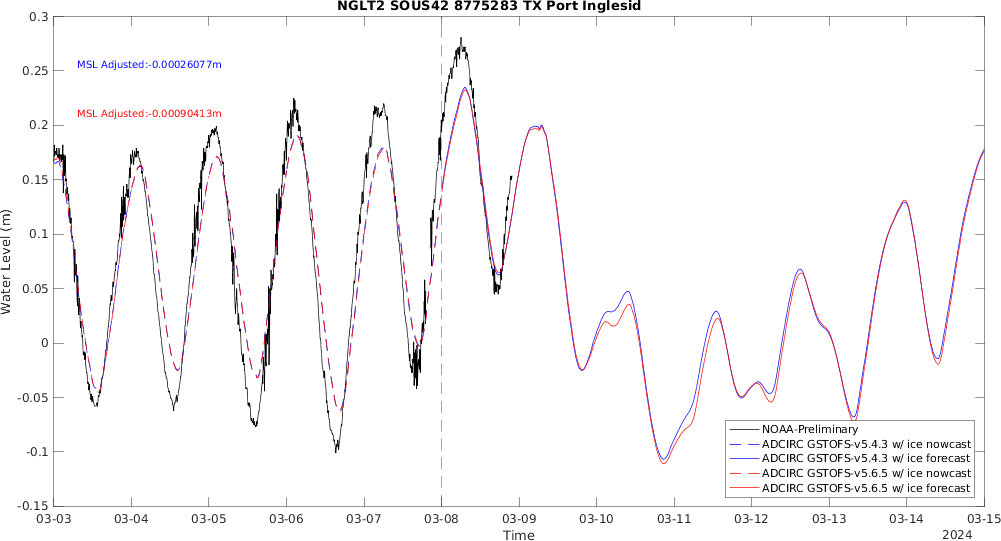 NGLT2 SOUS42 8775283 TX Port Inglesid
0.3
0.25
0.2
0.15
0.1
0.05
0
-0.05
-0.1
-0.15
Water Level (m)
MSL Adjusted:-0.00026077m
MSL Adjusted:-0.00090413m
NOAA-Preliminary
ADCIRC GSTOFS-v5.4.3 w/ ice nowcast
ADCIRC GSTOFS-v5.4.3 w/ ice forecast
ADCIRC GSTOFS-v5.6.5 w/ ice nowcast
ADCIRC GSTOFS-v5.6.5 w/ ice forecast
03-03 03-04 03-05 03-06 03-07 03-08 03-09 03-10 03-11 03-12 03-13 03-14 03-15
Time
2024